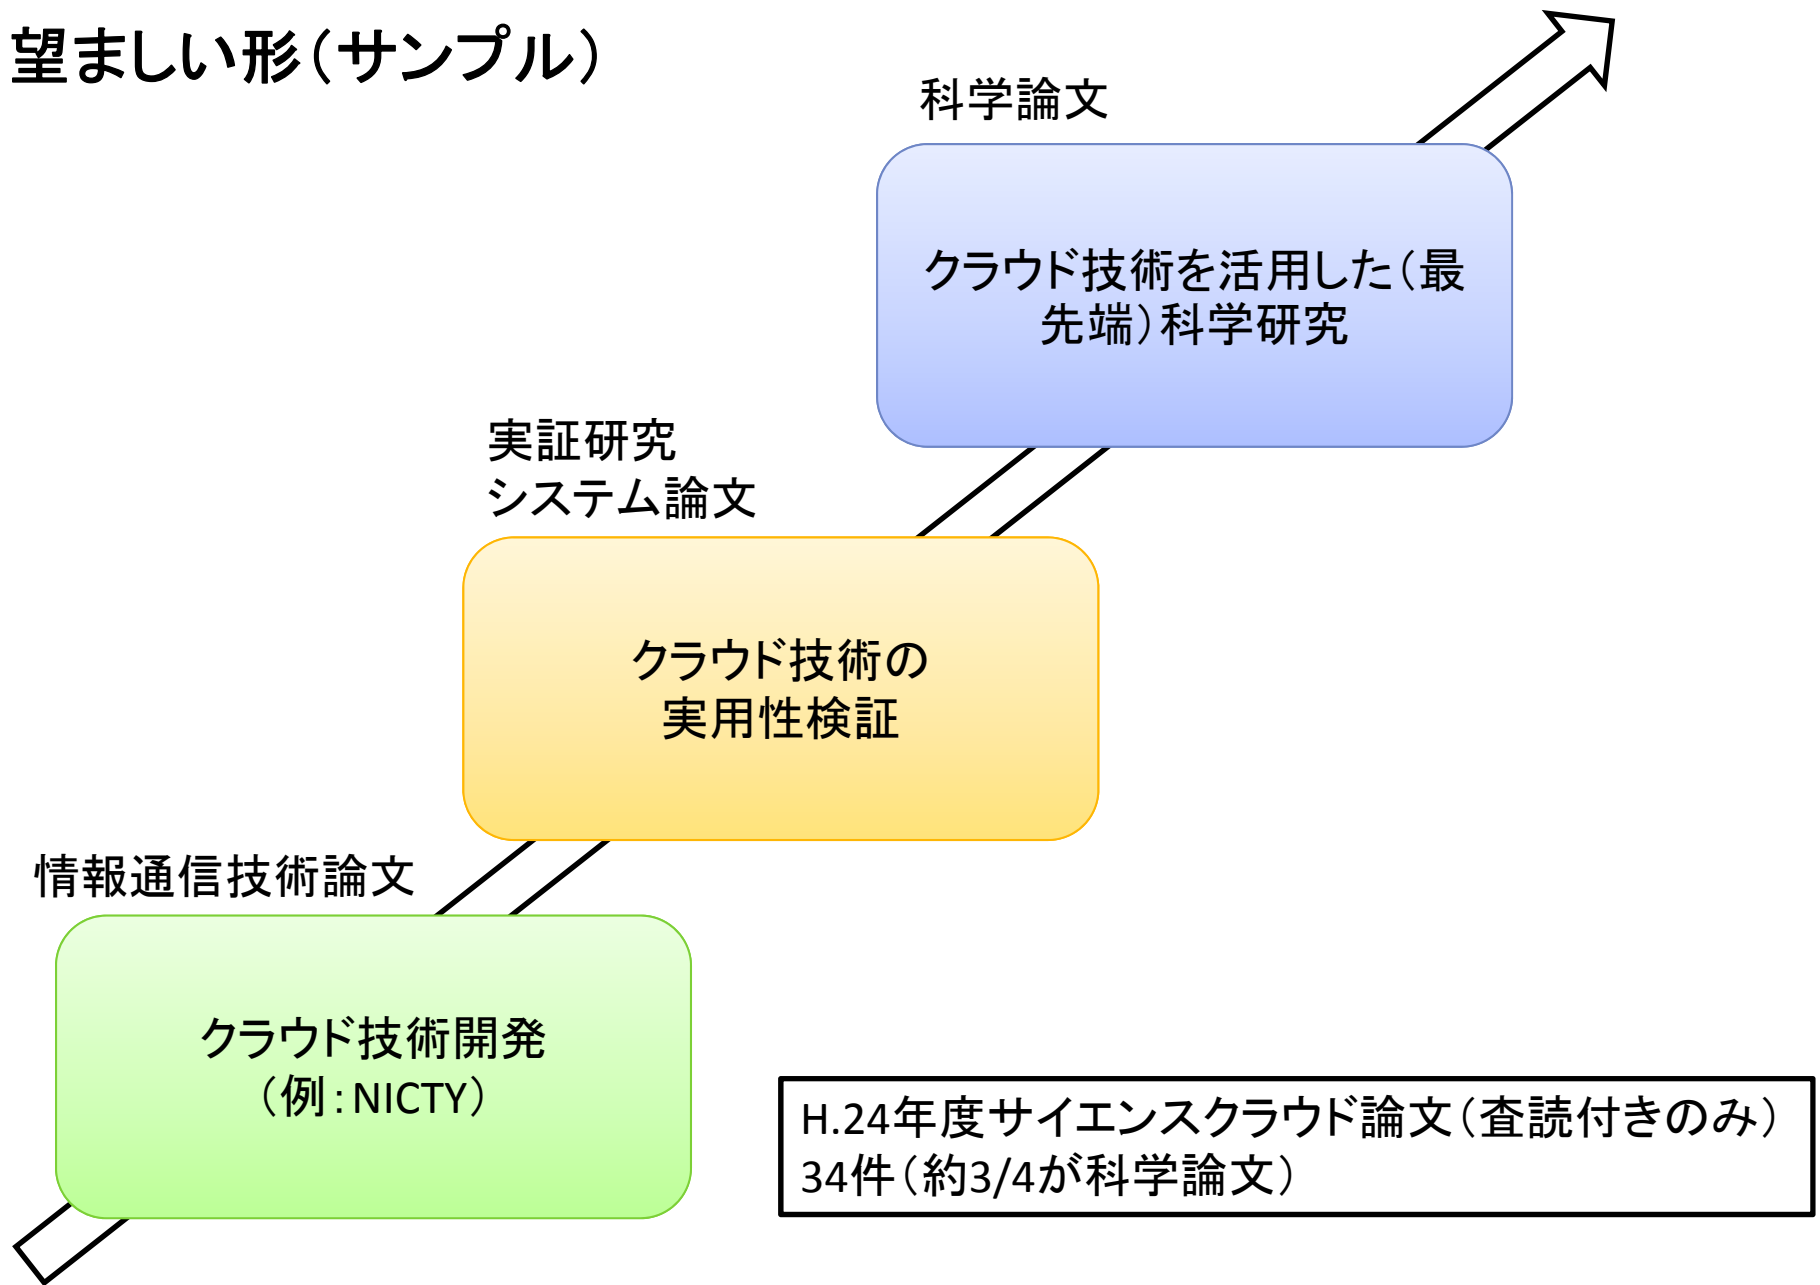 望ましい形（サンプル）
科学論文
クラウド技術を活用した（最
先端）科学研究
実証研究
システム論文
クラウド技術の
実用性検証
情報通信技術論文
クラウド技術開発
（例：NICTY）
H.24年度サイエンスクラウド論文（査読付きのみ）
34件（約3/4が科学論文）